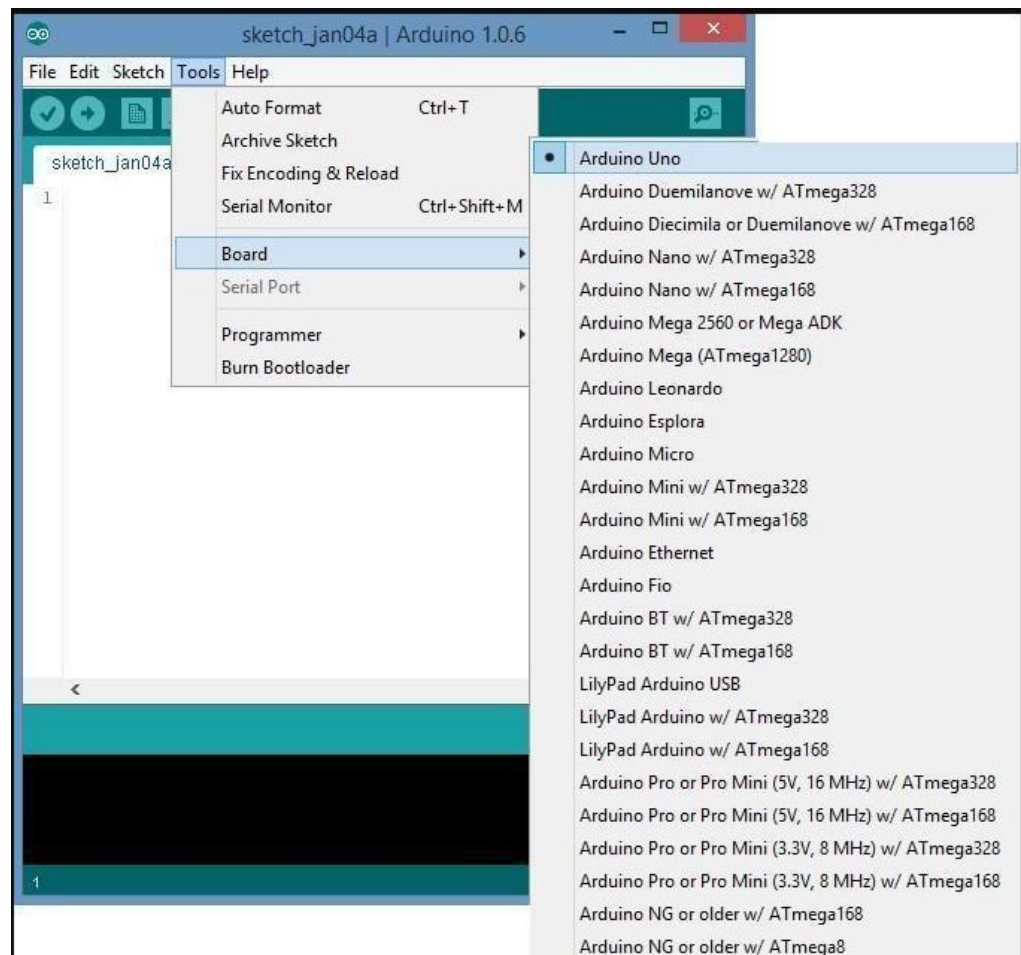 sketch_jan04a | Arduino 1.0.6
File Edit Sketch Tools Help
Auto Format Ctrl+T
Archive Sketch
sketch_jan04a
Fix Encoding & Reload
1
Serial Monitor Ctrl+Shift+M
Board
Serial Port
Programmer
Burn Bootloader
Arduino Uno
Arduino Duemilanove w/ ATmega328
Arduino Diecimila or Duemilanove w/ ATmega168
Arduino Nano w/ ATmega328
Arduino Nano w/ ATmega168
Arduino Mega 2560 or Mega ADK
Arduino Mega (ATmega1280)
Arduino Leonardo
Arduino Esplora
Arduino Micro
Arduino Mini w/ ATmega328
Arduino Mini w/ ATmega168
Arduino Ethernet
Arduino Fio
Arduino BT w/ ATmega328
Arduino BT w/ ATmega168
LilyPad Arduino USB
LilyPad Arduino w/ ATmega328
LilyPad Arduino w/ ATmega168
Arduino Pro or Pro Mini (5V, 16 MHz) w/ ATmega328
Arduino Pro or Pro Mini (5V, 16 MHz) w/ ATmega168
Arduino Pro or Pro Mini (3.3V, 8 MHz) w/ ATmega328
Arduino Pro or Pro Mini (3.3V, 8 MHz) w/ ATmega168
Arduino NG or older w/ ATmega168
Arduino NG or older w/ ATmega8
1